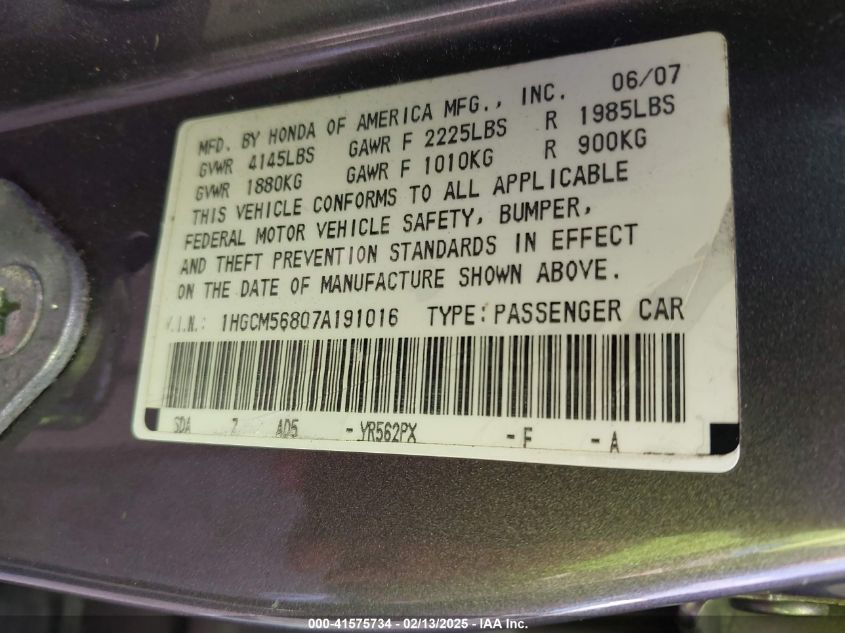 MFD. BY HONDA OF AMERICA MFG., INC. 06/07
GVWR 4145LBS GAWR F 2225LBS R 1985LBS
GVWR 1880KG GAWR F 1010KG R 900KG
THIS VEHICLE CONFORMS TO ALL APPLICABLE
FEDERAL MOTOR VEHICLE SAFETY, BUMPER,
AND THEFT PREVENTION STANDARDS IN EFFECT
ON THE DATE OF MANUFACTURE SHOWN ABOVE.
V.I.N.: 1HGCM56807A191016 TYPE: PASSENGER CAR
SDA 7 AD5 - YR562PX - F - A
000-41575734 - 02/13/2025 - IAA Inc.